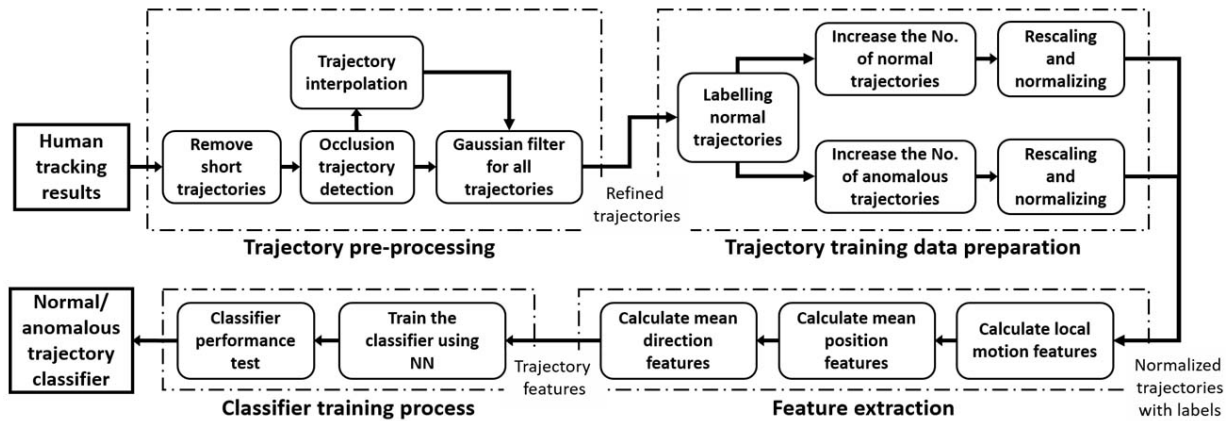 Human
tracking
results
Remove
short
trajectories
Occlusion
trajectory
detection
Trajectory
interpolation
Gaussian filter
for all
trajectories
Trajectory pre-processing
Refined
trajectories
Labelling
normal
trajectories
Increase the No.
of normal
trajectories
Rescaling
and
normalizing
Increase the No.
of anomalous
trajectories
Rescaling
and
normalizing
Trajectory training data preparation
Normalized
trajectories
with labels
Calculate local
motion features
Calculate mean
position
features
Calculate mean
direction
features
Feature extraction
Trajectory
features
Train the
classifier using
NN
Classifier
performance
test
Classifier training process
Normal/
anomalous
trajectory
classifier